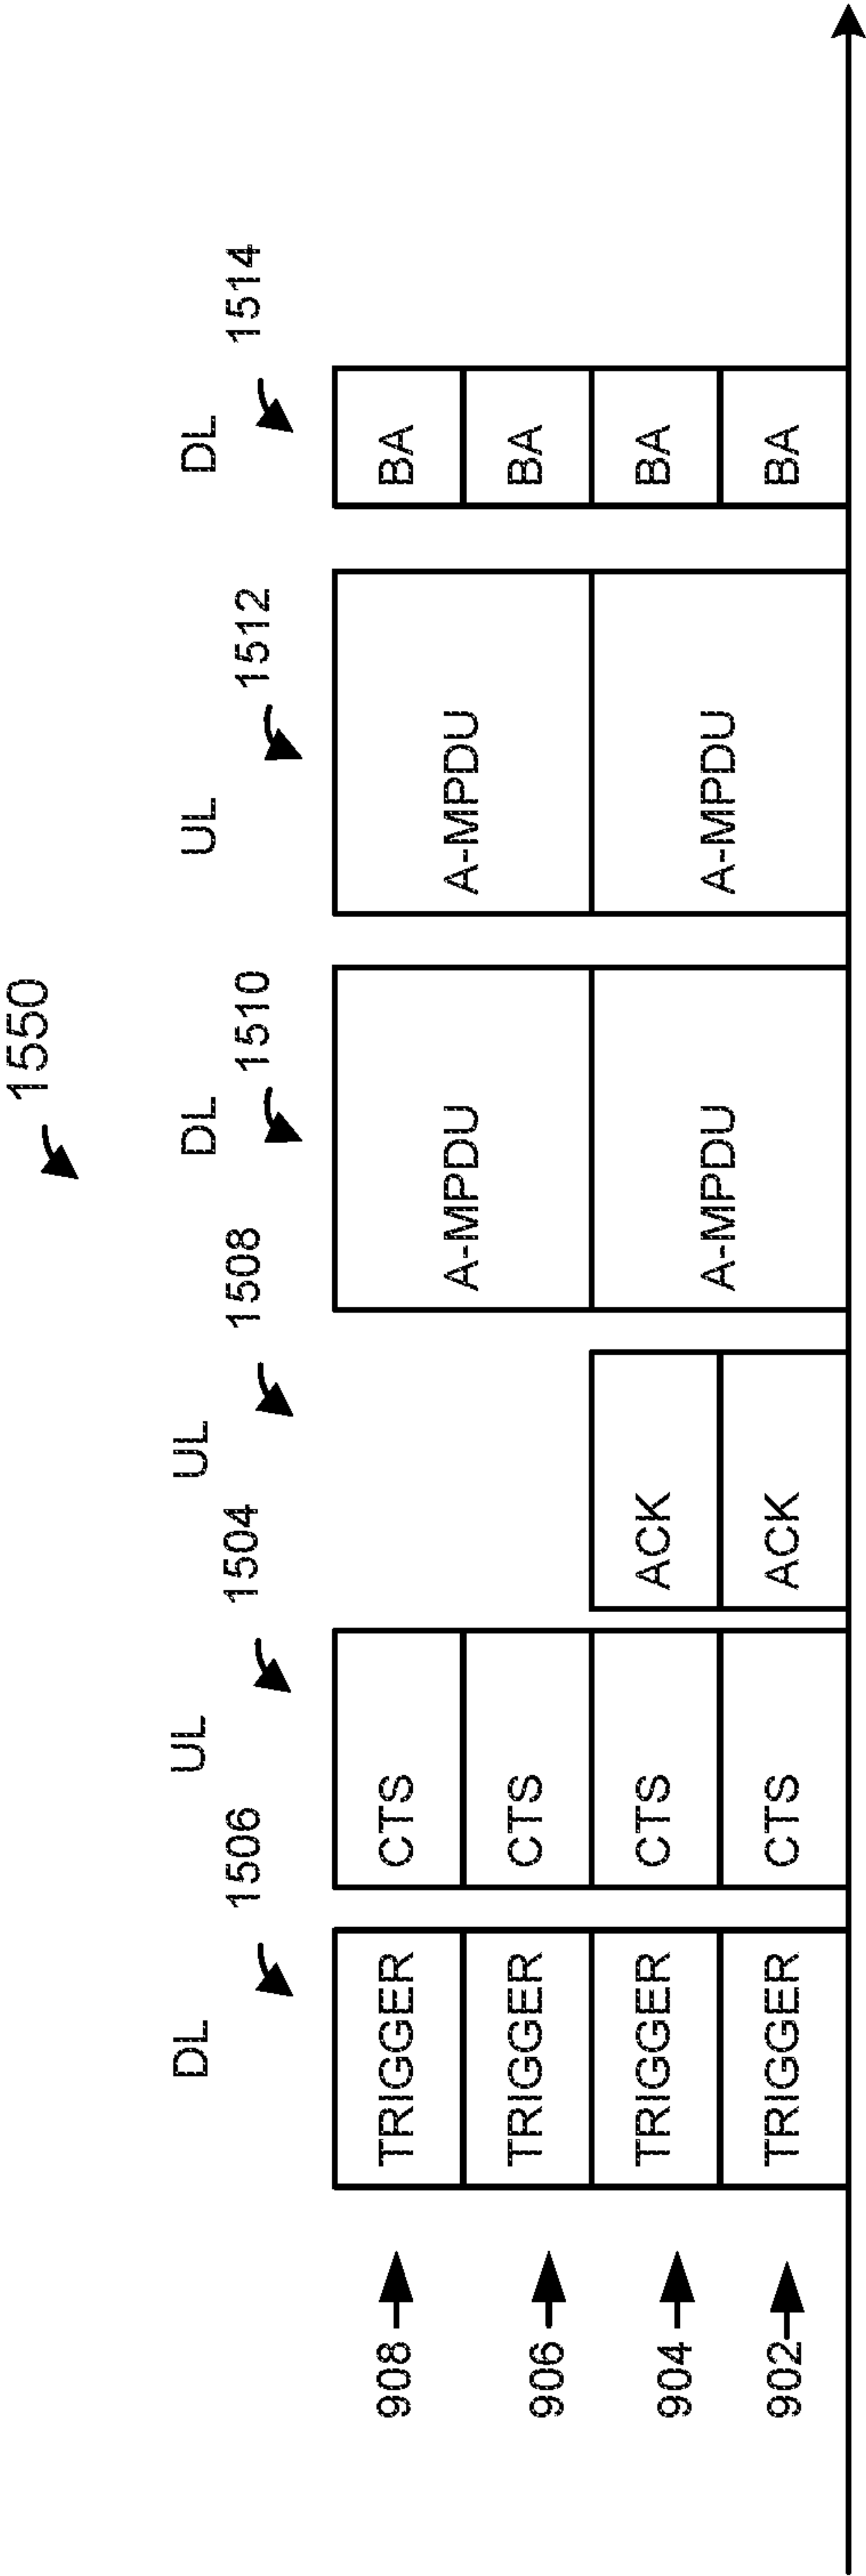 1550
DL 1506
UL 1504
UL 1508
DL 1510
UL 1512
DL 1514
908 TRIGGER CTS A-MPDU A-MPDU BA
906 TRIGGER CTS BA
904 TRIGGER CTS ACK A-MPDU A-MPDU BA
902 TRIGGER CTS ACK BA